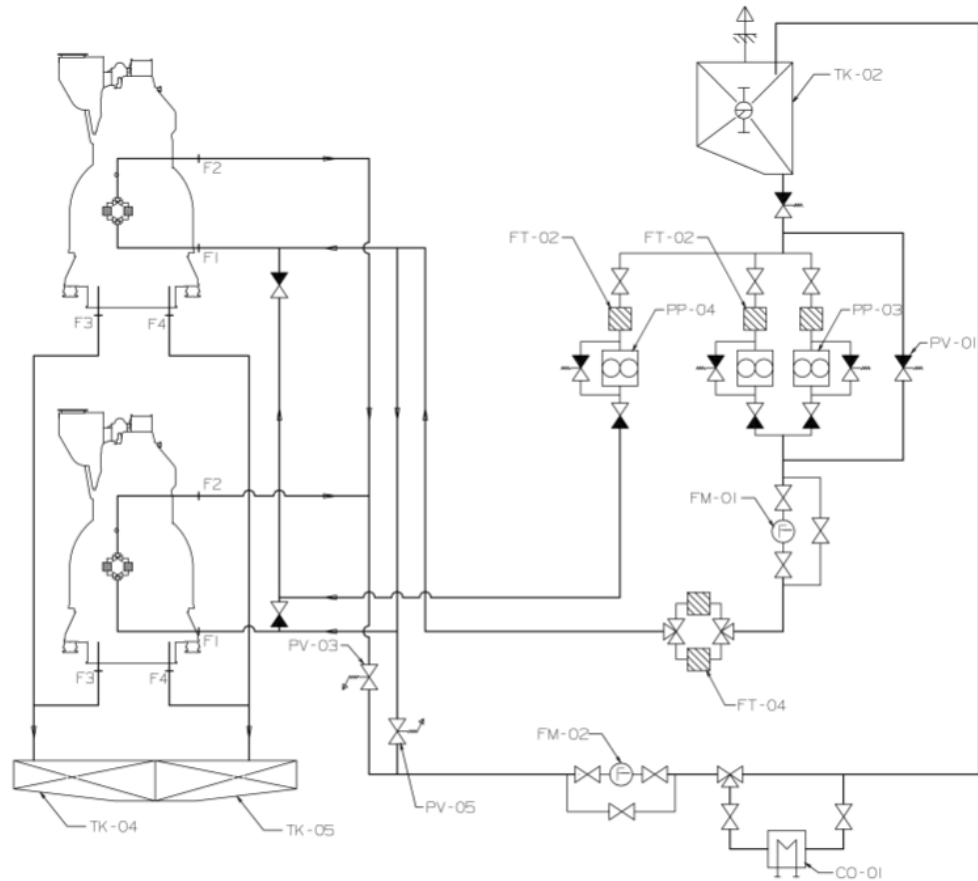 TK-02
F2
FT-02
FT-02
F1
PP-04
PP-03
F3
F4
PV-01
F2
FM-01
F1
PV-03
F3
F4
FT-04
FM-02
PV-05
TK-04
TK-05
CO-01
F
F